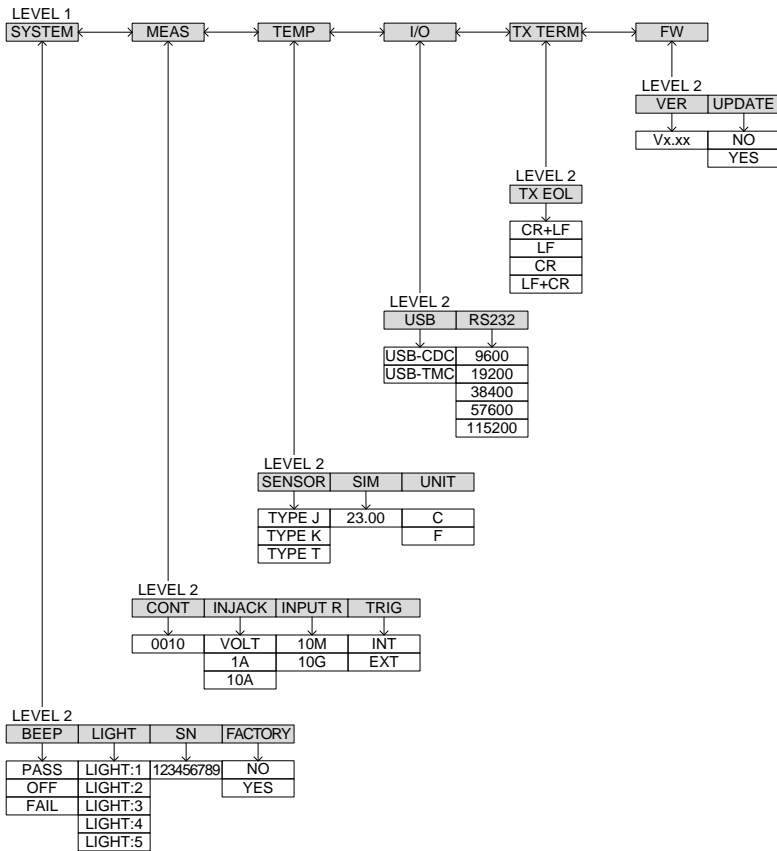 LEVEL 1
SYSTEM MEAS TEMP I/O TX TERM FW
LEVEL 2
VER UPDATE
Vx.xx NO
YES
LEVEL 2
TX EOL
CR+LF
LF
CR
LF+CR
LEVEL 2
USB RS232
USB-CDC 9600
USB-TMC 19200
38400
57600
115200
LEVEL 2
SENSOR SIM UNIT
TYPE J 23.00 C
TYPE K F
TYPE T
LEVEL 2
CONT INJACK INPUT R TRIG
0010 VOLT 10M INT
1A 10G EXT
10A
LEVEL 2
BEEP LIGHT SN FACTORY
PASS LIGHT:1 123456789 NO
OFF LIGHT:2 YES
FAIL LIGHT:3
LIGHT:4
LIGHT:5